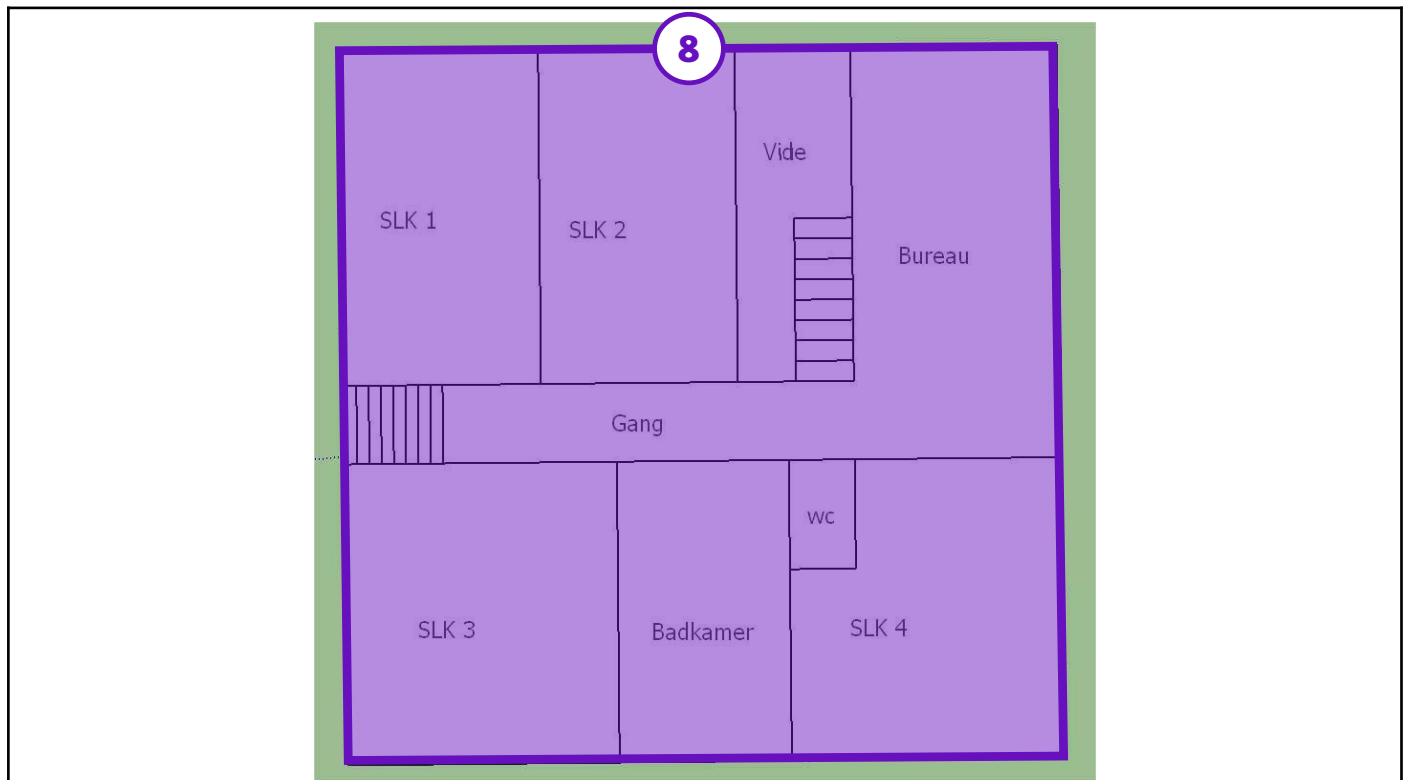 8
Vide
SLK 1
SLK 2
Bureau
Gang
wc
SLK 3
Badkamer
SLK 4